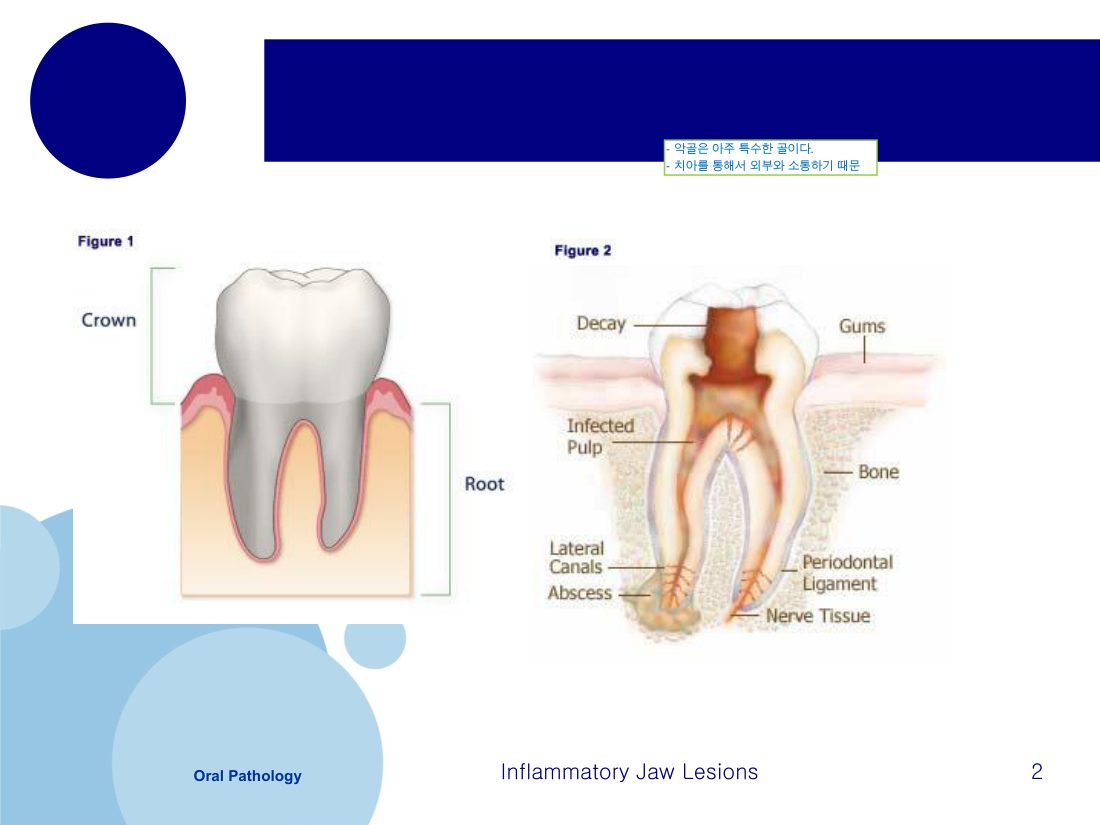 - 악골은 아주 특수한 골이다.
- 치아를 통해서 외부와 소통하기 때문
Figure 1
Crown
Root
Figure 2
Decay
Gums
Infected
Pulp
Bone
Lateral
Canals
Abscess
Periodontal
Ligament
Nerve Tissue
Oral Pathology
Inflammatory Jaw Lesions
2